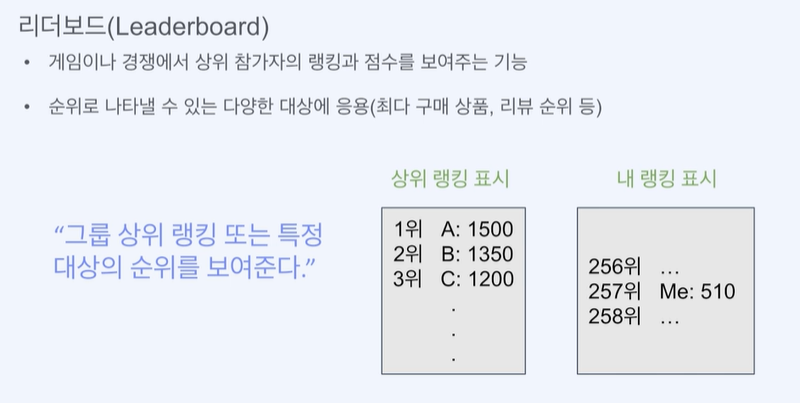 리더보드(Leaderboard)
• 게임이나 경쟁에서 상위 참가자의 랭킹과 점수를 보여주는 기능
• 순위로 나타낼 수 있는 다양한 대상에 응용(최다 구매 상품, 리뷰 순위 등)
“그룹 상위 랭킹 또는 특정
대상의 순위를 보여준다.”
상위 랭킹 표시
1위 A: 1500
2위 B: 1350
3위 C: 1200
.
.
.
내 랭킹 표시
256위 ...
257위 Me: 510
258위 ...